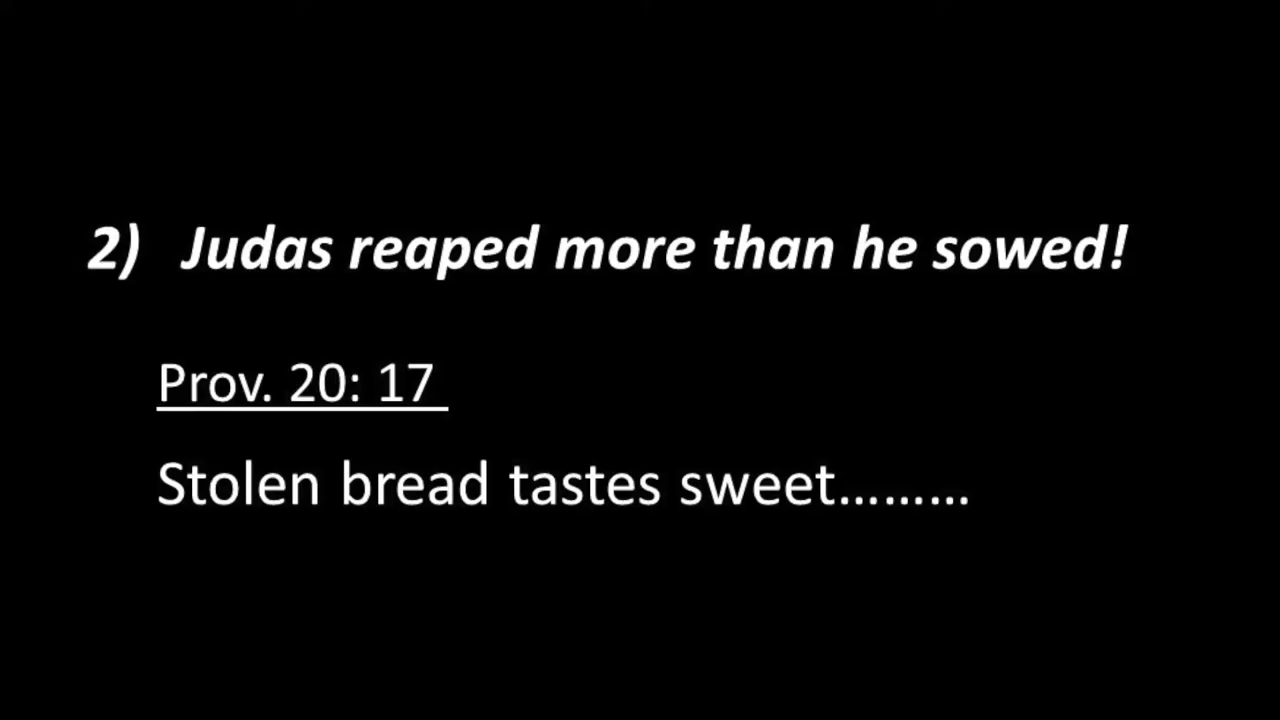 2) Judas reaped more than he sowed!
Prov. 20: 17
Stolen bread tastes sweet.........